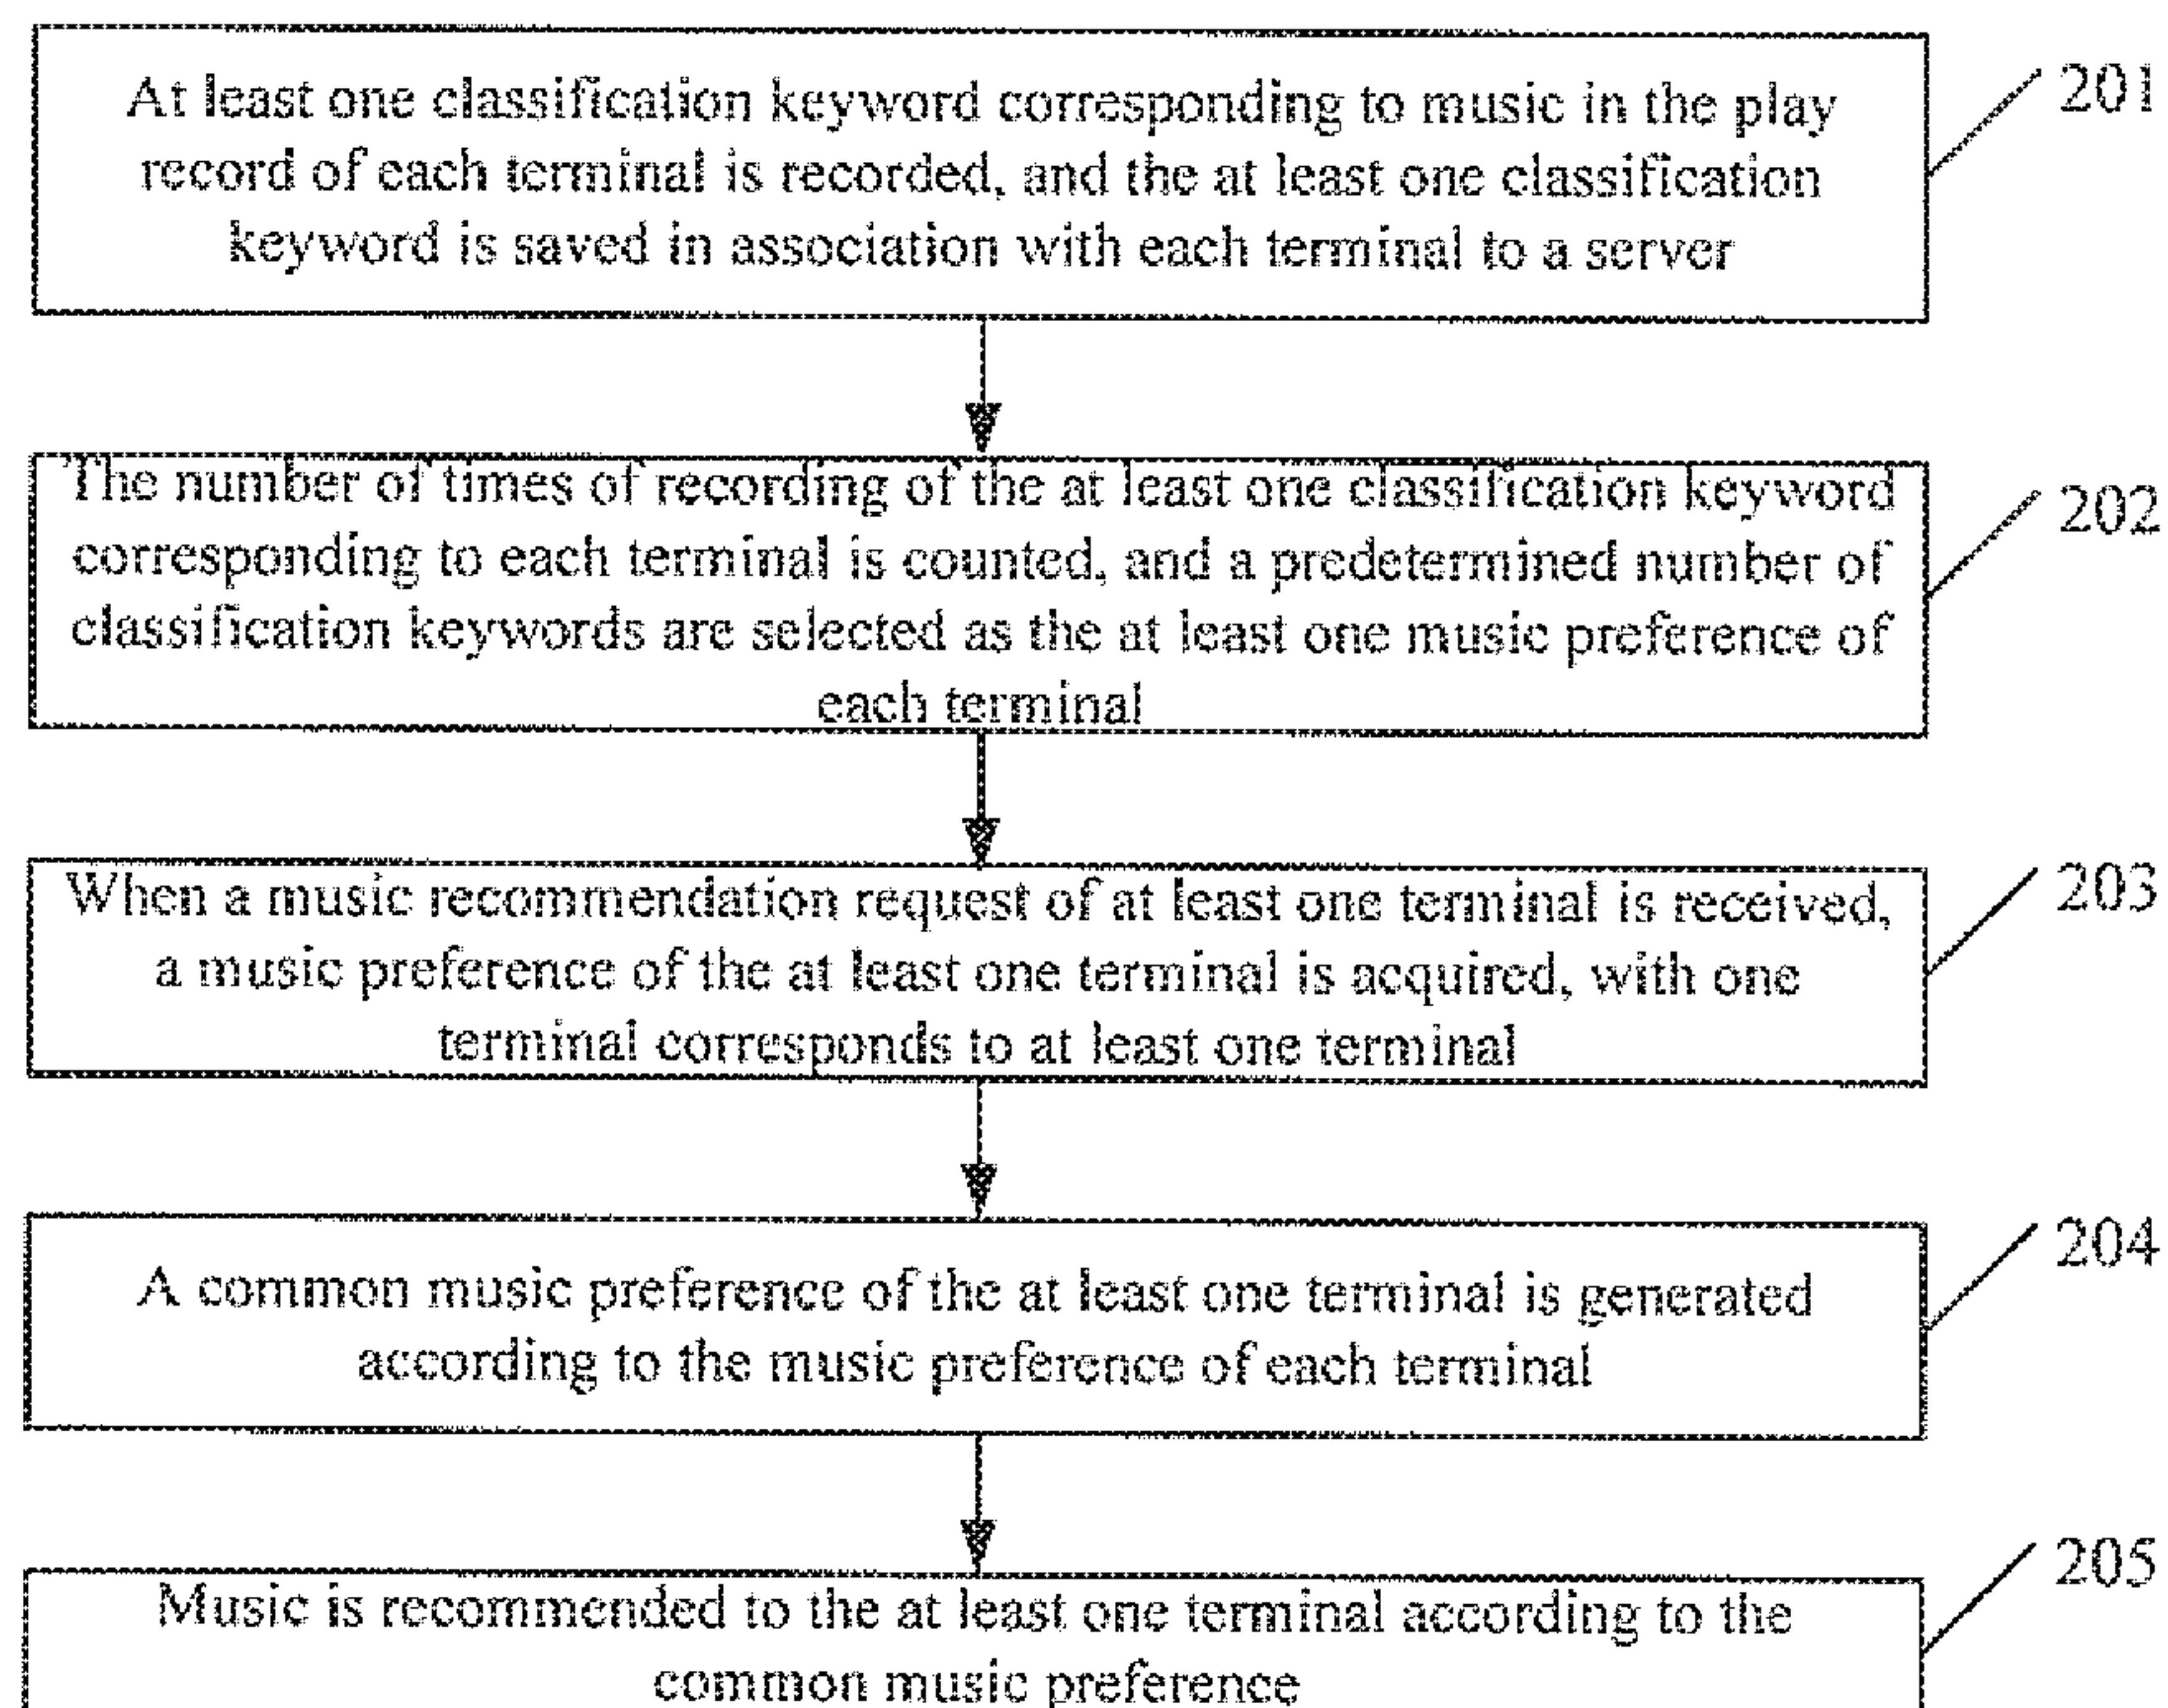 At least one classification keyword corresponding to music in the play
record of each terminal is recorded, and the at least one classification
keyword is saved in association with each terminal to a server
201
The number of times of recording of the at least one classification keyword
corresponding to each terminal is counted, and a predetermined number of
classification keywords are selected as the at least one music preference of
each terminal
202
When a music recommendation request of at least one terminal is received,
a music preference of the at least one terminal is acquired, with one
terminal corresponds to at least one terminal
203
A common music preference of the at least one terminal is generated
according to the music preference of each terminal
204
Music is recommended to the at least one terminal according to the
common music preference
205